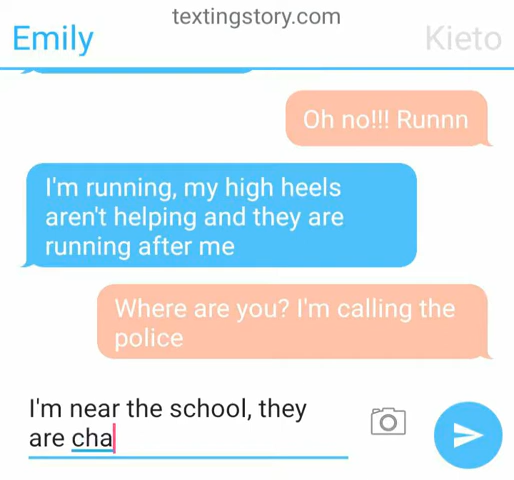 textingstory.com
Emily
Kieto
Oh no!!! Runnn
I'm running, my high heels
aren't helping and they are
running after me
Where are you? I'm calling the
police
I'm near the school, they
are cha